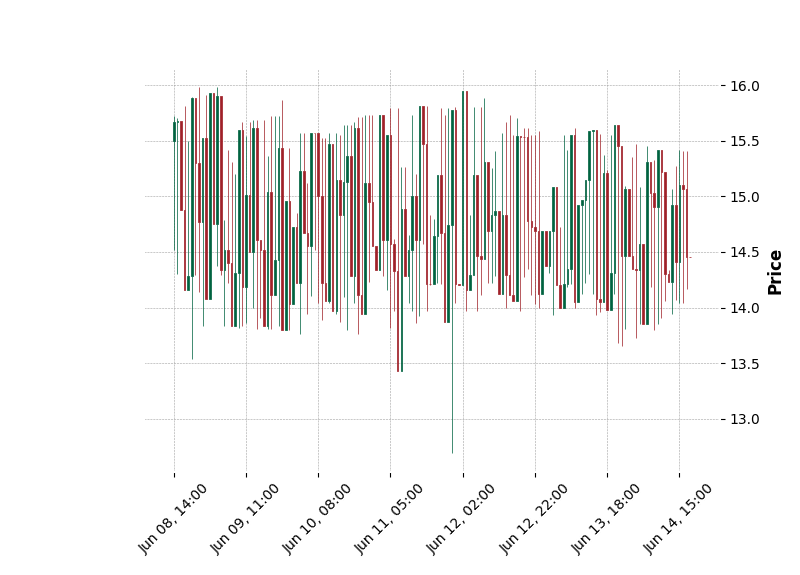 16.0
15.5
15.0
14.5
14.0
13.5
13.0
Price
Jun 08, 14:00
Jun 09, 11:00
Jun 10, 08:00
Jun 11, 05:00
Jun 12, 02:00
Jun 12, 22:00
Jun 13, 18:00
Jun 14, 15:00